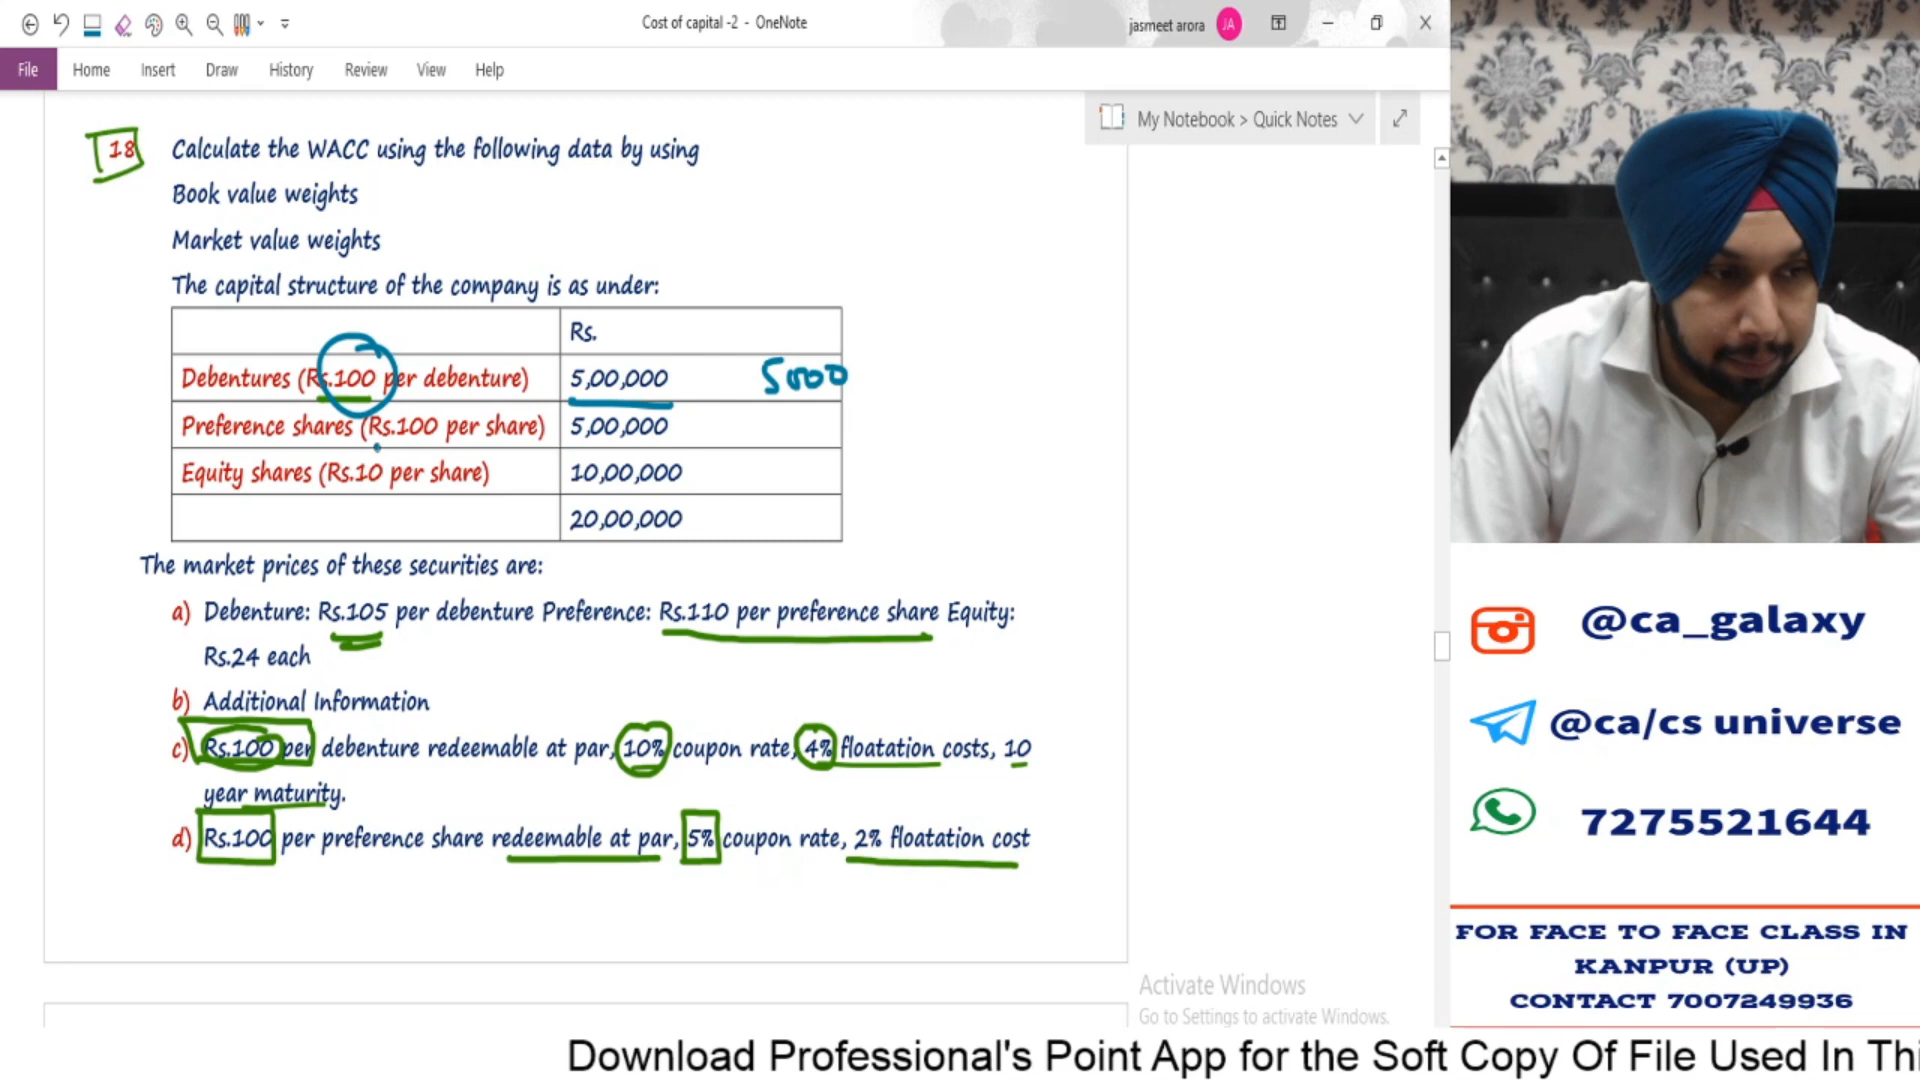 Cost of capital -2 - OneNote
jasmeet arora
JA
File Home Insert Draw History Review View Help
My Notebook > Quick Notes
18
Calculate the WACC using the following data by using
Book value weights
Market value weights
The capital structure of the company is as under:
Rs.
Debentures (Rs.100 per debenture) 5,00,000 5000
Preference shares (Rs.100 per share) 5,00,000
Equity shares (Rs.10 per share) 10,00,000
20,00,000
The market prices of these securities are:
a) Debenture: Rs.105 per debenture Preference: Rs.110 per preference share Equity:
Rs.24 each
b) Additional Information
c) Rs.100 per debenture redeemable at par, 10% coupon rate, 4% floatation costs, 10
year maturity.
d) Rs.100 per preference share redeemable at par, 5% coupon rate, 2% floatation cost
@ca_galaxy
@ca/cs universe
7275521644
FOR FACE TO FACE CLASS IN
KANPUR (UP)
CONTACT 7007249936
Activate Windows
Go to Settings to activate Windows.
Download Professional's Point App for the Soft Copy Of File Used In Thi